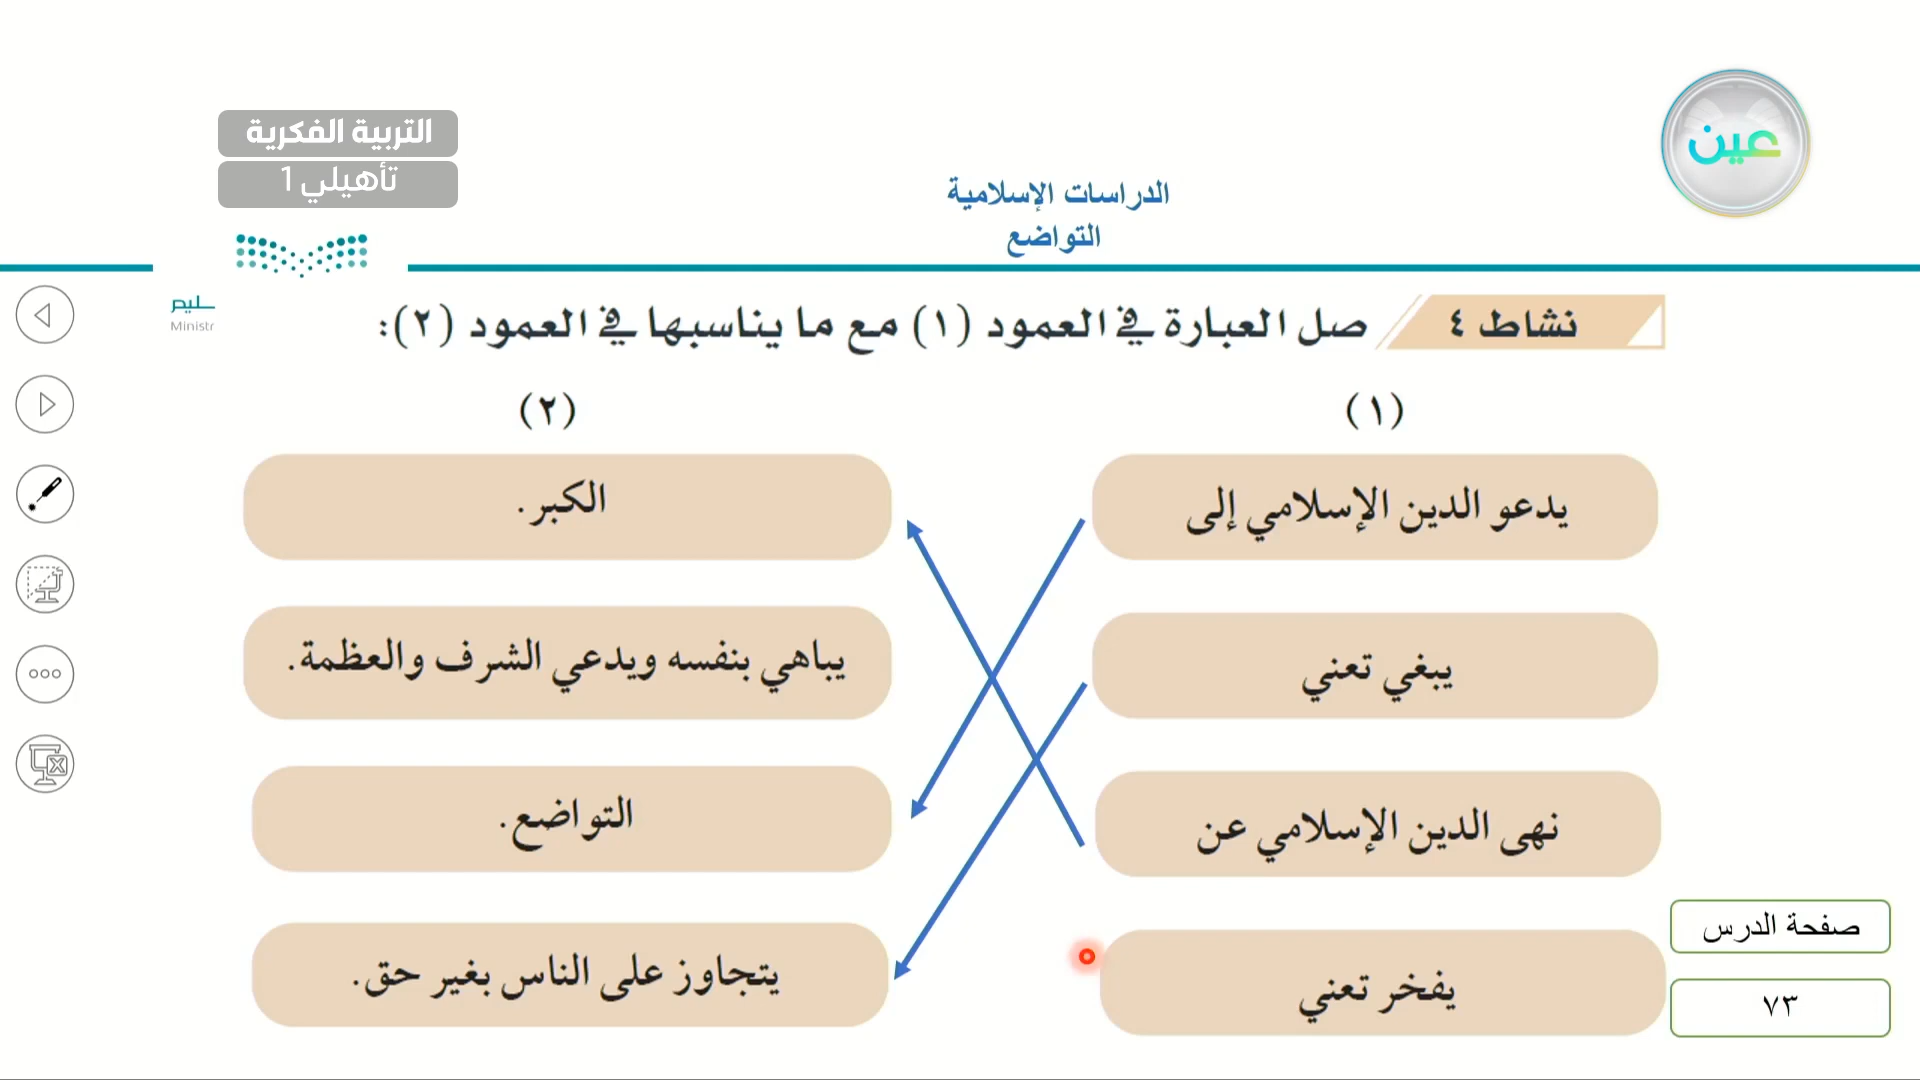 عين
التربية الفكرية
تأهيلي 1
الدراسات الإسلامية
التواضع
سليم
Ministr
نشاط ٤ صل العبارة في العمود (١) مع ما يناسبها في العمود (٢):
(١) (٢)
يدعو الدين الإسلامي إلى الكبر.
يبغي تعني يباهي بنفسه ويدعي الشرف والعظمة.
نهى الدين الإسلامي عن التواضع.
يفخر تعني يتجاوز على الناس بغير حق.
صفحة الدرس
٧٣